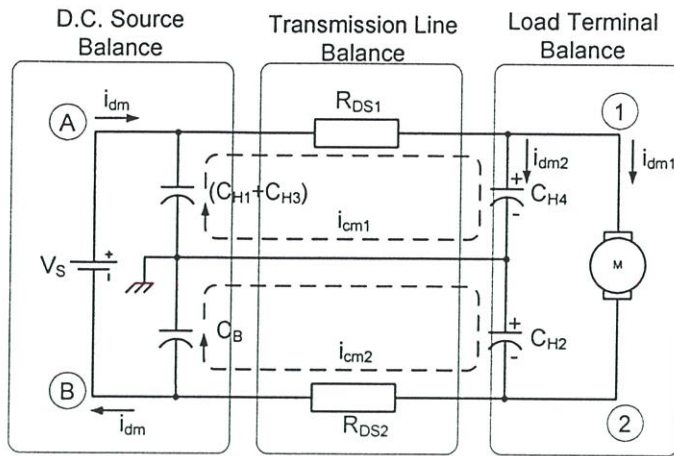 D.C. Source
Balance
Transmission Line
Balance
Load Terminal
Balance
A
i_dm
R_DS1
1
i_dm2
i_dm1
(C_H1+C_H3)
i_cm1
+
C_H4
-
V_S
+
-
M
C_B
i_cm2
+
C_H2
-
B
i_dm
R_DS2
2